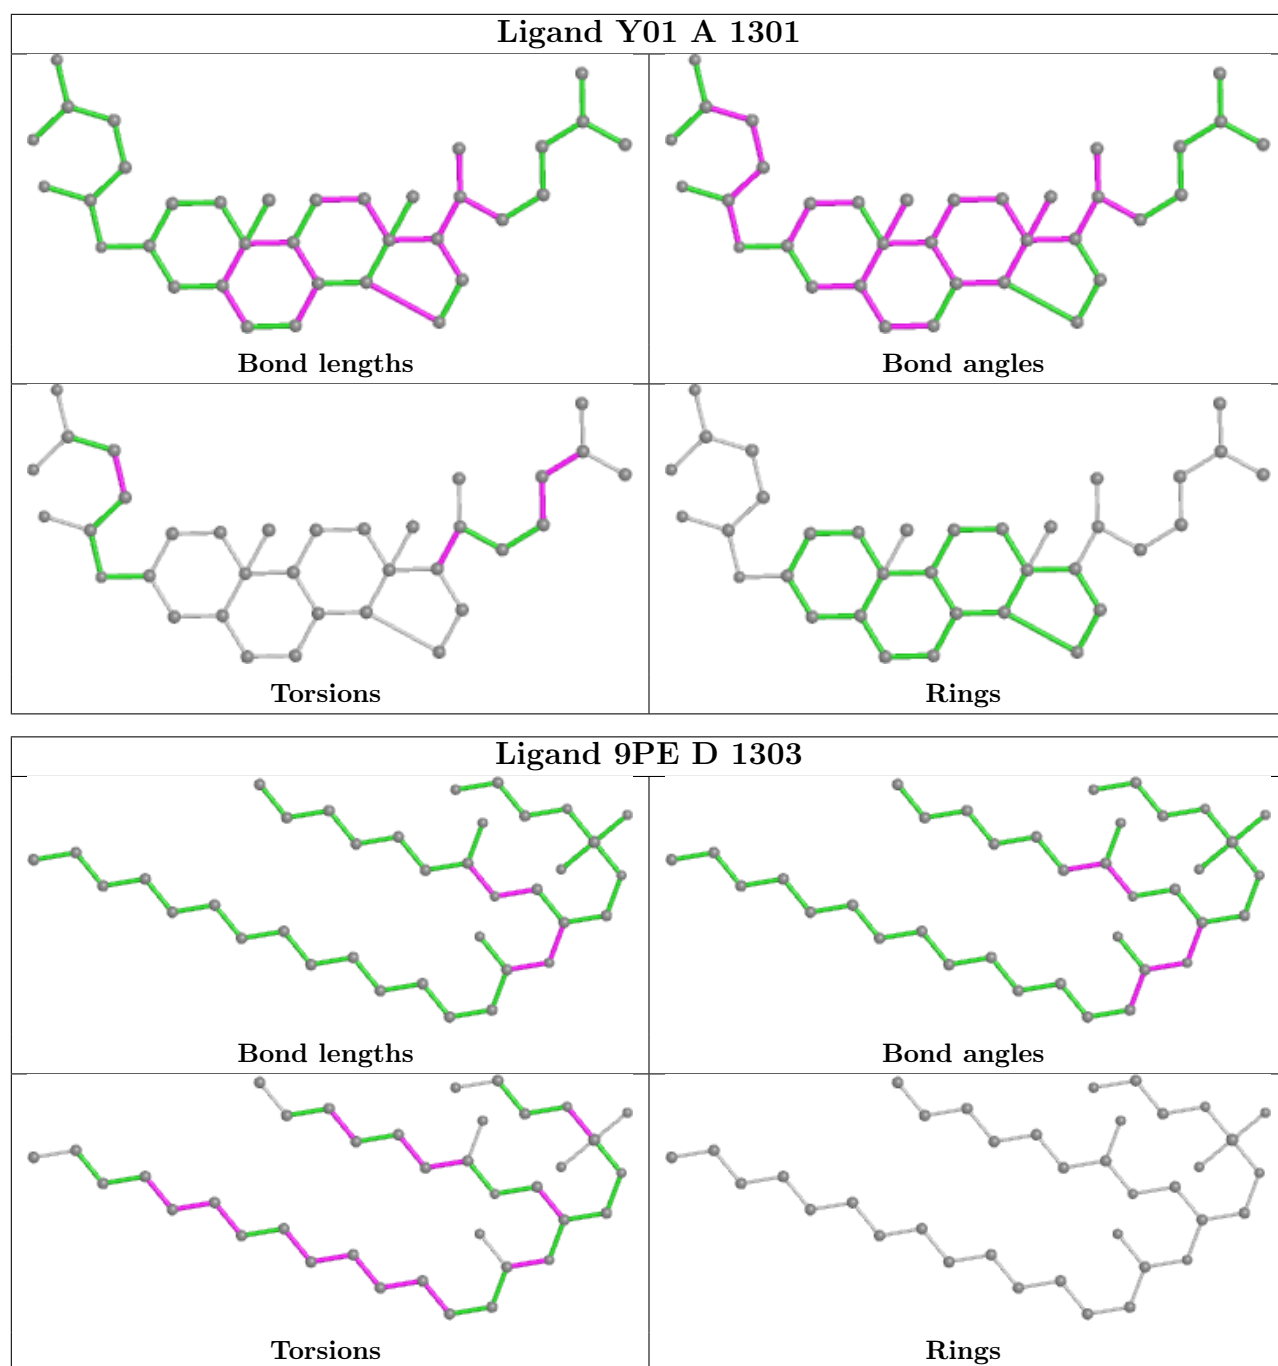 Ligand Y01 A 1301
Bond lengths
Bond angles
Torsions
Rings
Ligand 9PE D 1303
Bond lengths
Bond angles
Torsions
Rings